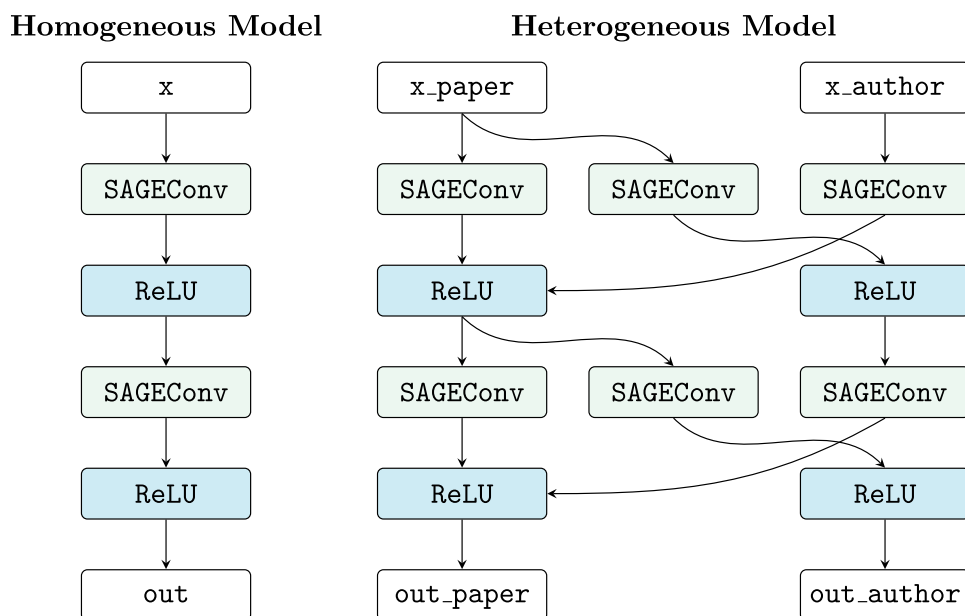 Homogeneous Model Heterogeneous Model
x x_paper x_author
SAGEConv SAGEConv SAGEConv SAGEConv
ReLU ReLU ReLU
SAGEConv SAGEConv SAGEConv SAGEConv
ReLU ReLU ReLU
out out_paper out_author